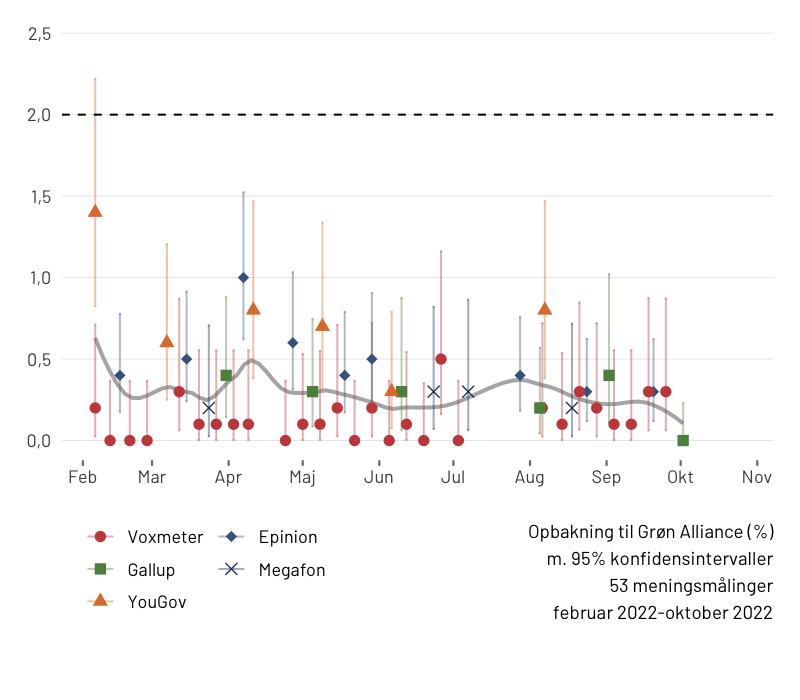 2,5
2,0
1,5
1,0
0,5
0,0
Feb Mar Apr Maj Jun Jul Aug Sep Okt Nov
Voxmeter Epinion
Gallup Megafon
YouGov
Opbakning til Grøn Alliance (%)
m. 95% konfidensintervaller
53 meningsmålinger
februar 2022-oktober 2022